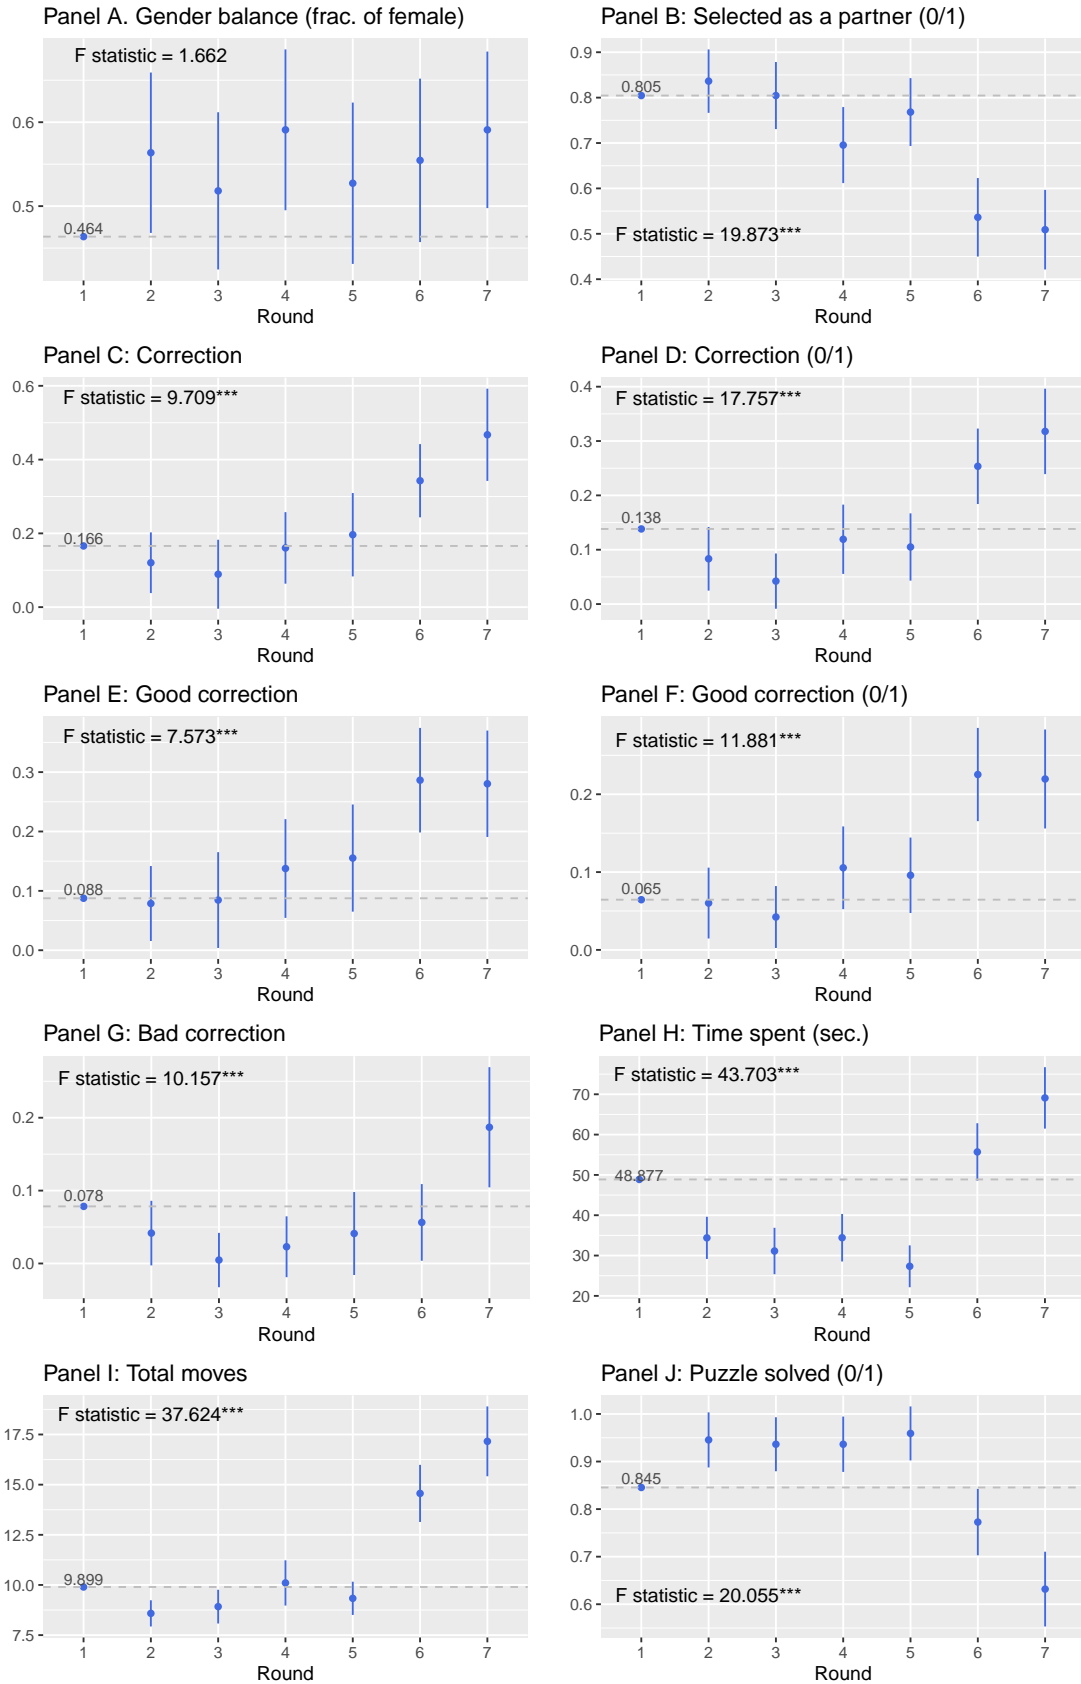 Panel A. Gender balance (frac. of female)
F statistic = 1.662
0.6
0.5
0.464
1 2 3 4 5 6 7
Round
Panel B: Selected as a partner (0/1)
0.9
0.805
0.8
0.7
0.6
0.5
F statistic = 19.873***
0.4
1 2 3 4 5 6 7
Round
Panel C: Correction
0.6
F statistic = 9.709***
0.4
0.2
0.166
0.0
1 2 3 4 5 6 7
Round
Panel D: Correction (0/1)
0.4
F statistic = 17.757***
0.3
0.2
0.138
0.1
0.0
1 2 3 4 5 6 7
Round
Panel E: Good correction
F statistic = 7.573***
0.3
0.2
0.1
0.088
0.0
1 2 3 4 5 6 7
Round
Panel F: Good correction (0/1)
F statistic = 11.881***
0.2
0.1
0.065
0.0
1 2 3 4 5 6 7
Round
Panel G: Bad correction
F statistic = 10.157***
0.2
0.1
0.078
0.0
1 2 3 4 5 6 7
Round
Panel H: Time spent (sec.)
F statistic = 43.703***
70
60
50
48.877
40
30
20
1 2 3 4 5 6 7
Round
Panel I: Total moves
F statistic = 37.624***
17.5
15.0
12.5
10.0
9.899
7.5
1 2 3 4 5 6 7
Round
Panel J: Puzzle solved (0/1)
1.0
0.9
0.845
0.8
0.7
F statistic = 20.055***
0.6
1 2 3 4 5 6 7
Round